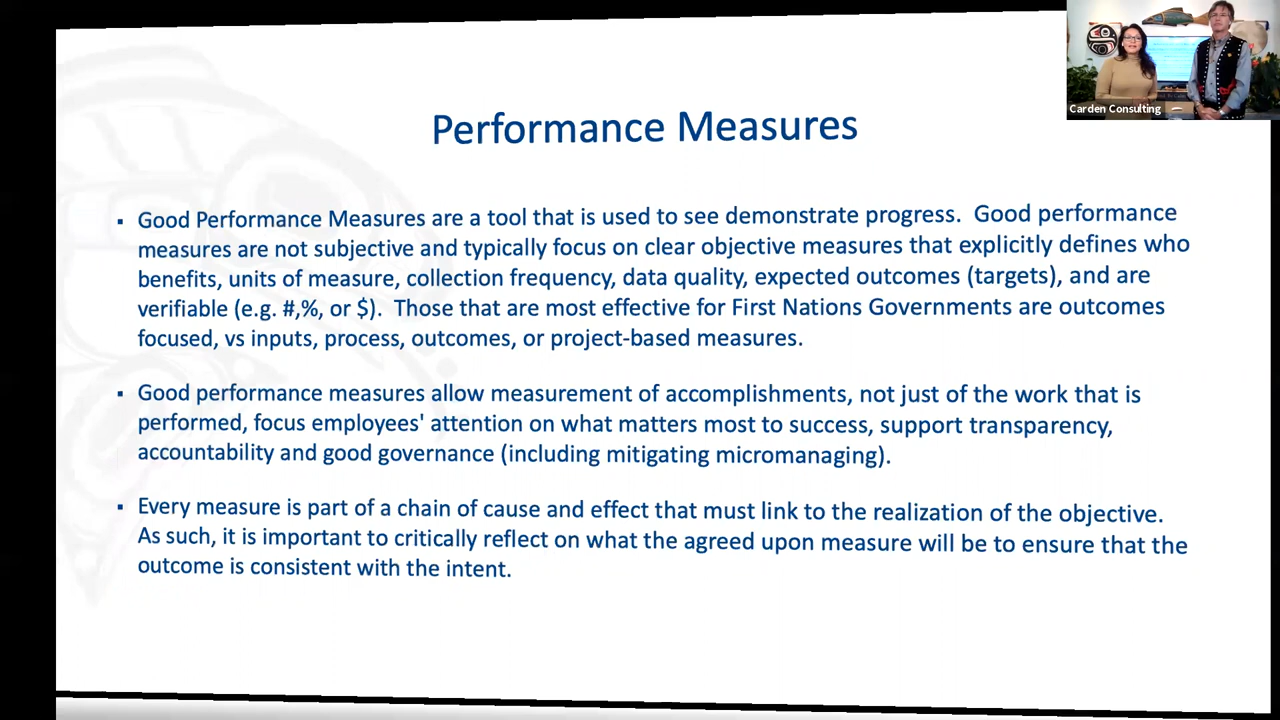 Carden Consulting
Performance Measures
▪ Good Performance Measures are a tool that is used to see demonstrate progress.  Good performance
measures are not subjective and typically focus on clear objective measures that explicitly defines who
benefits, units of measure, collection frequency, data quality, expected outcomes (targets), and are
verifiable (e.g. #,%, or $).  Those that are most effective for First Nations Governments are outcomes
focused, vs inputs, process, outcomes, or project-based measures.
▪ Good performance measures allow measurement of accomplishments, not just of the work that is
performed, focus employees' attention on what matters most to success, support transparency,
accountability and good governance (including mitigating micromanaging).
▪ Every measure is part of a chain of cause and effect that must link to the realization of the objective.
As such, it is important to critically reflect on what the agreed upon measure will be to ensure that the
outcome is consistent with the intent.